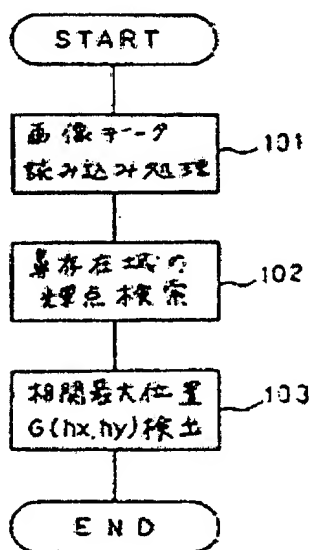 START
画像データ
読み込み処理
101
鼻存在域の
輝点検索
102
相関最大位置
G(hx,hy)検出
103
END